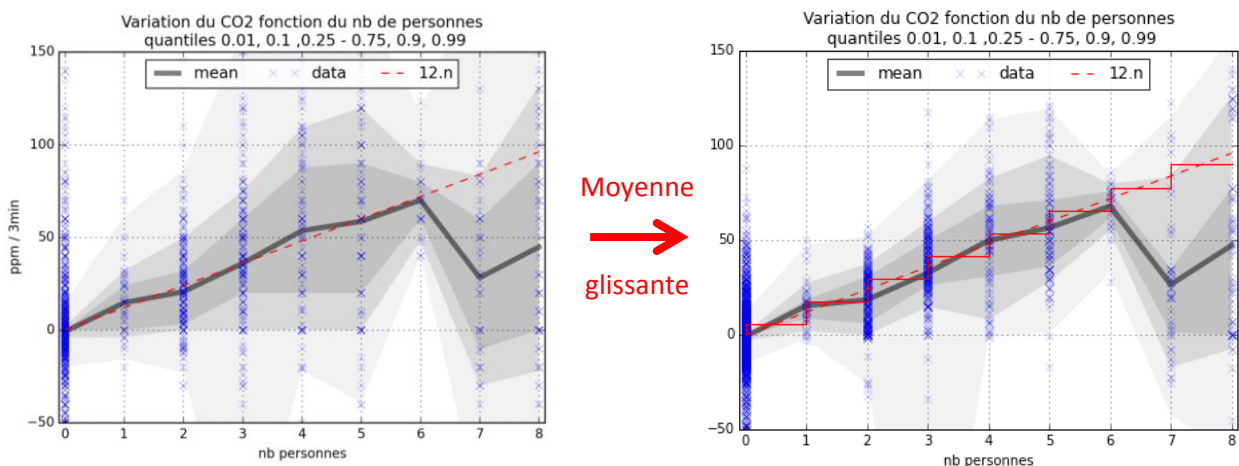 Variation du CO2 fonction du nb de personnes
quantiles 0.01, 0.1 ,0.25 - 0.75, 0.9, 0.99
mean
data
12.n
150
100
50
0
−50
ppm / 3min
0 1 2 3 4 5 6 7 8
nb personnes
Moyenne
glissante
Variation du CO2 fonction du nb de personnes
quantiles 0.01, 0.1 ,0.25 - 0.75, 0.9, 0.99
mean
data
12.n
150
100
50
0
−50
0 1 2 3 4 5 6 7 8
nb personnes